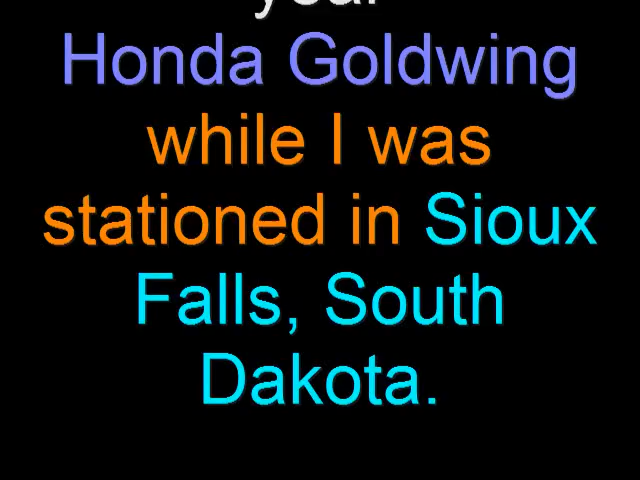 Honda Goldwing
while I was
stationed in Sioux
Falls, South
Dakota.